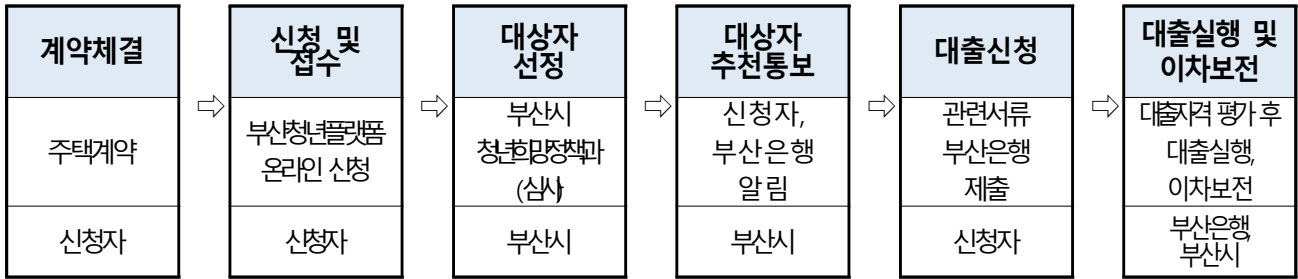 계약체결
주택계약
신청자
신청 및
접수
부산청년플랫폼
온라인 신청
신청자
대상자
선정
부산시
청년희망정책과
(심사)
부산시
대상자
추천통보
신청자,
부산은행
알림
부산시
대출신청
관련서류
부산은행
제출
신청자
대출실행 및
이차보전
대출자격 평가 후
대출실행,
이차보전
부산은행,
부산시